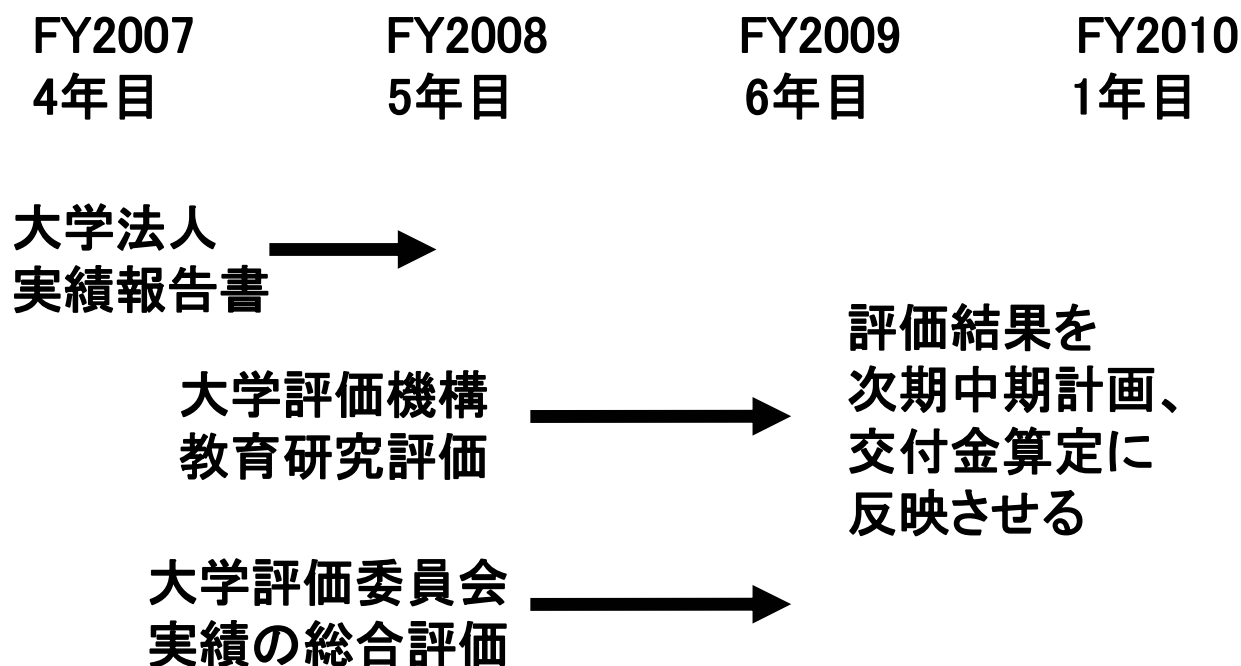 FY2007 FY2008 FY2009 FY2010
4年目 5年目 6年目 1年目
大学法人
実績報告書
大学評価機構
教育研究評価
評価結果を
次期中期計画、
交付金算定に
反映させる
大学評価委員会
実績の総合評価